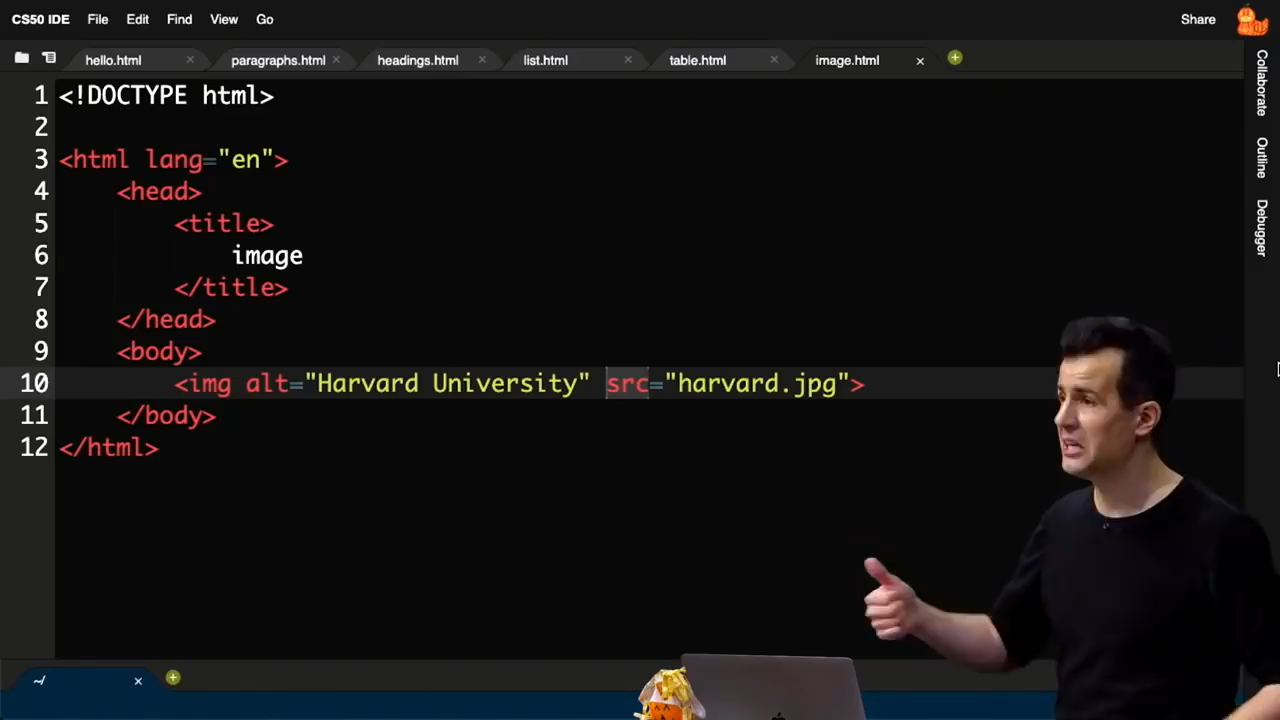 CS50 IDE File Edit Find View Go Share
hello.html paragraphs.html headings.html list.html table.html image.html
Collaborate
Outline
Debugger
1 <!DOCTYPE html>
2
3 <html lang="en">
4 <head>
5 <title>
6 image
7 </title>
8 </head>
9 <body>
10 <img alt="Harvard University" src="harvard.jpg">
11 </body>
12 </html>
~/